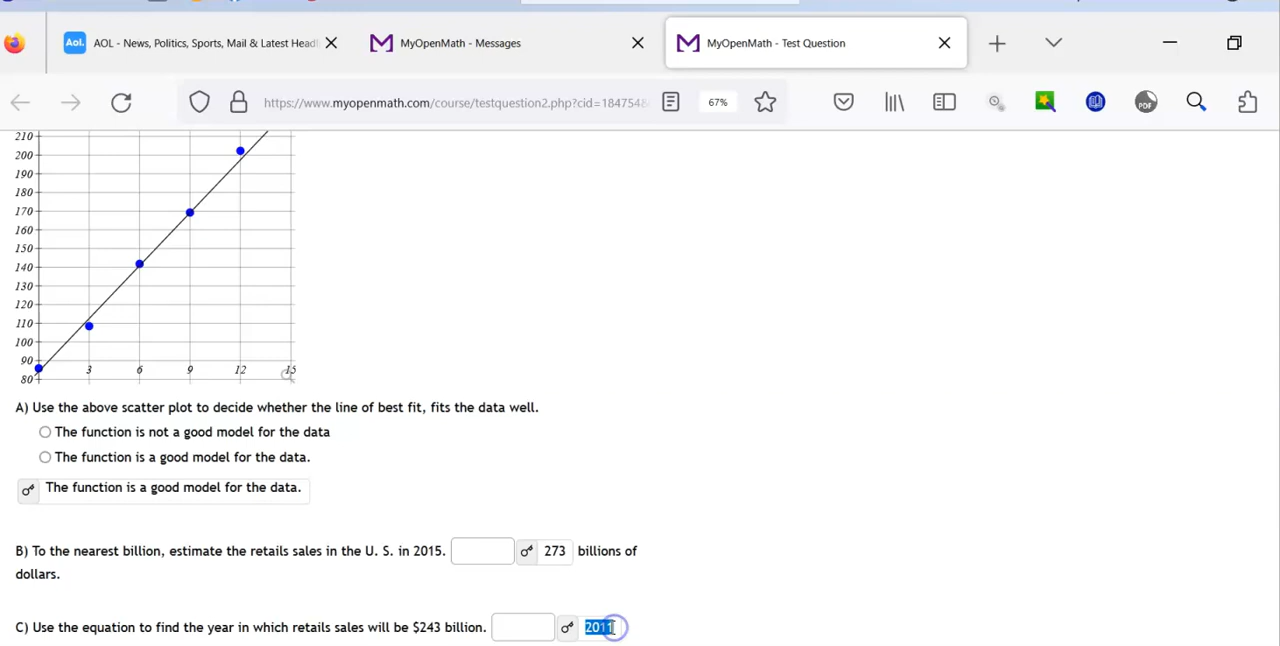 AOL - News, Politics, Sports, Mail & Latest Headl
MyOpenMath - Messages
MyOpenMath - Test Question
https://www.myopenmath.com/course/testquestion2.php?cid=184754&
67%
210
200
190
180
170
160
150
140
130
120
110
100
90
80
3 6 9 12 15
A) Use the above scatter plot to decide whether the line of best fit, fits the data well.
The function is not a good model for the data
The function is a good model for the data.
The function is a good model for the data.
B) To the nearest billion, estimate the retails sales in the U. S. in 2015. 273 billions of
dollars.
C) Use the equation to find the year in which retails sales will be $243 billion. 2011